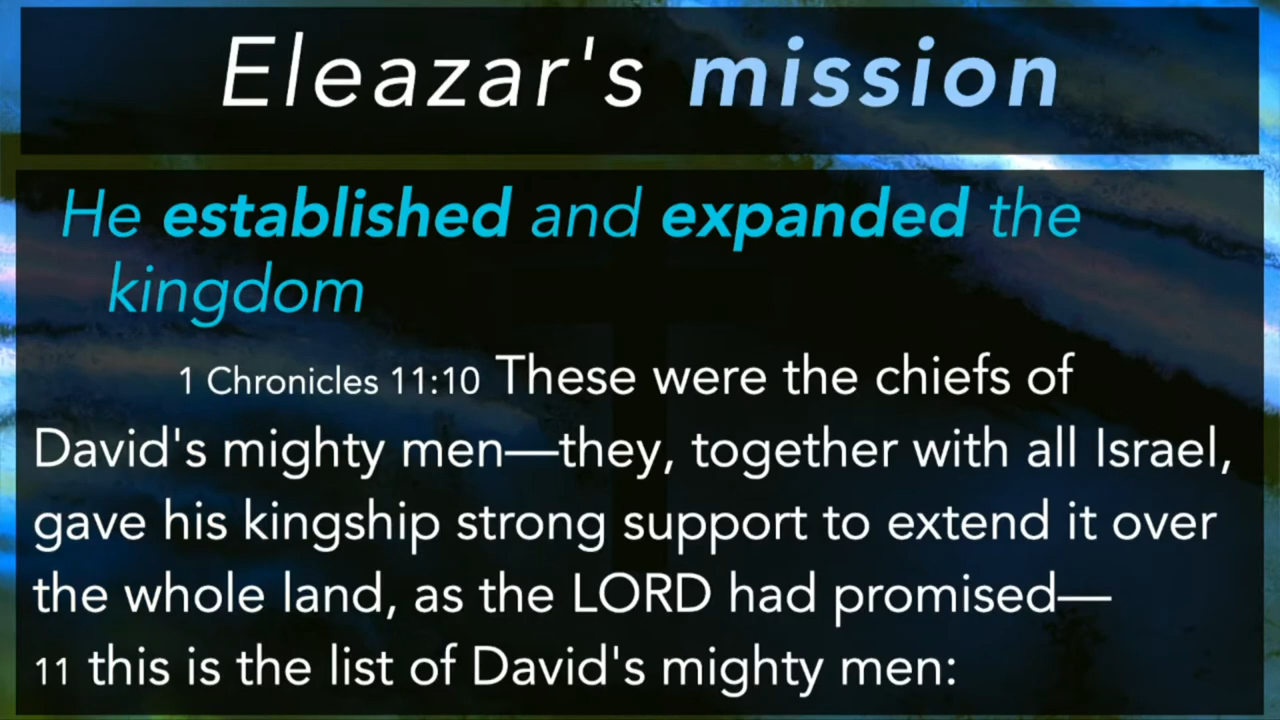 Eleazar's mission
He established and expanded the
kingdom
1 Chronicles 11:10 These were the chiefs of
David's mighty men—they, together with all Israel,
gave his kingship strong support to extend it over
the whole land, as the LORD had promised—
11 this is the list of David's mighty men: